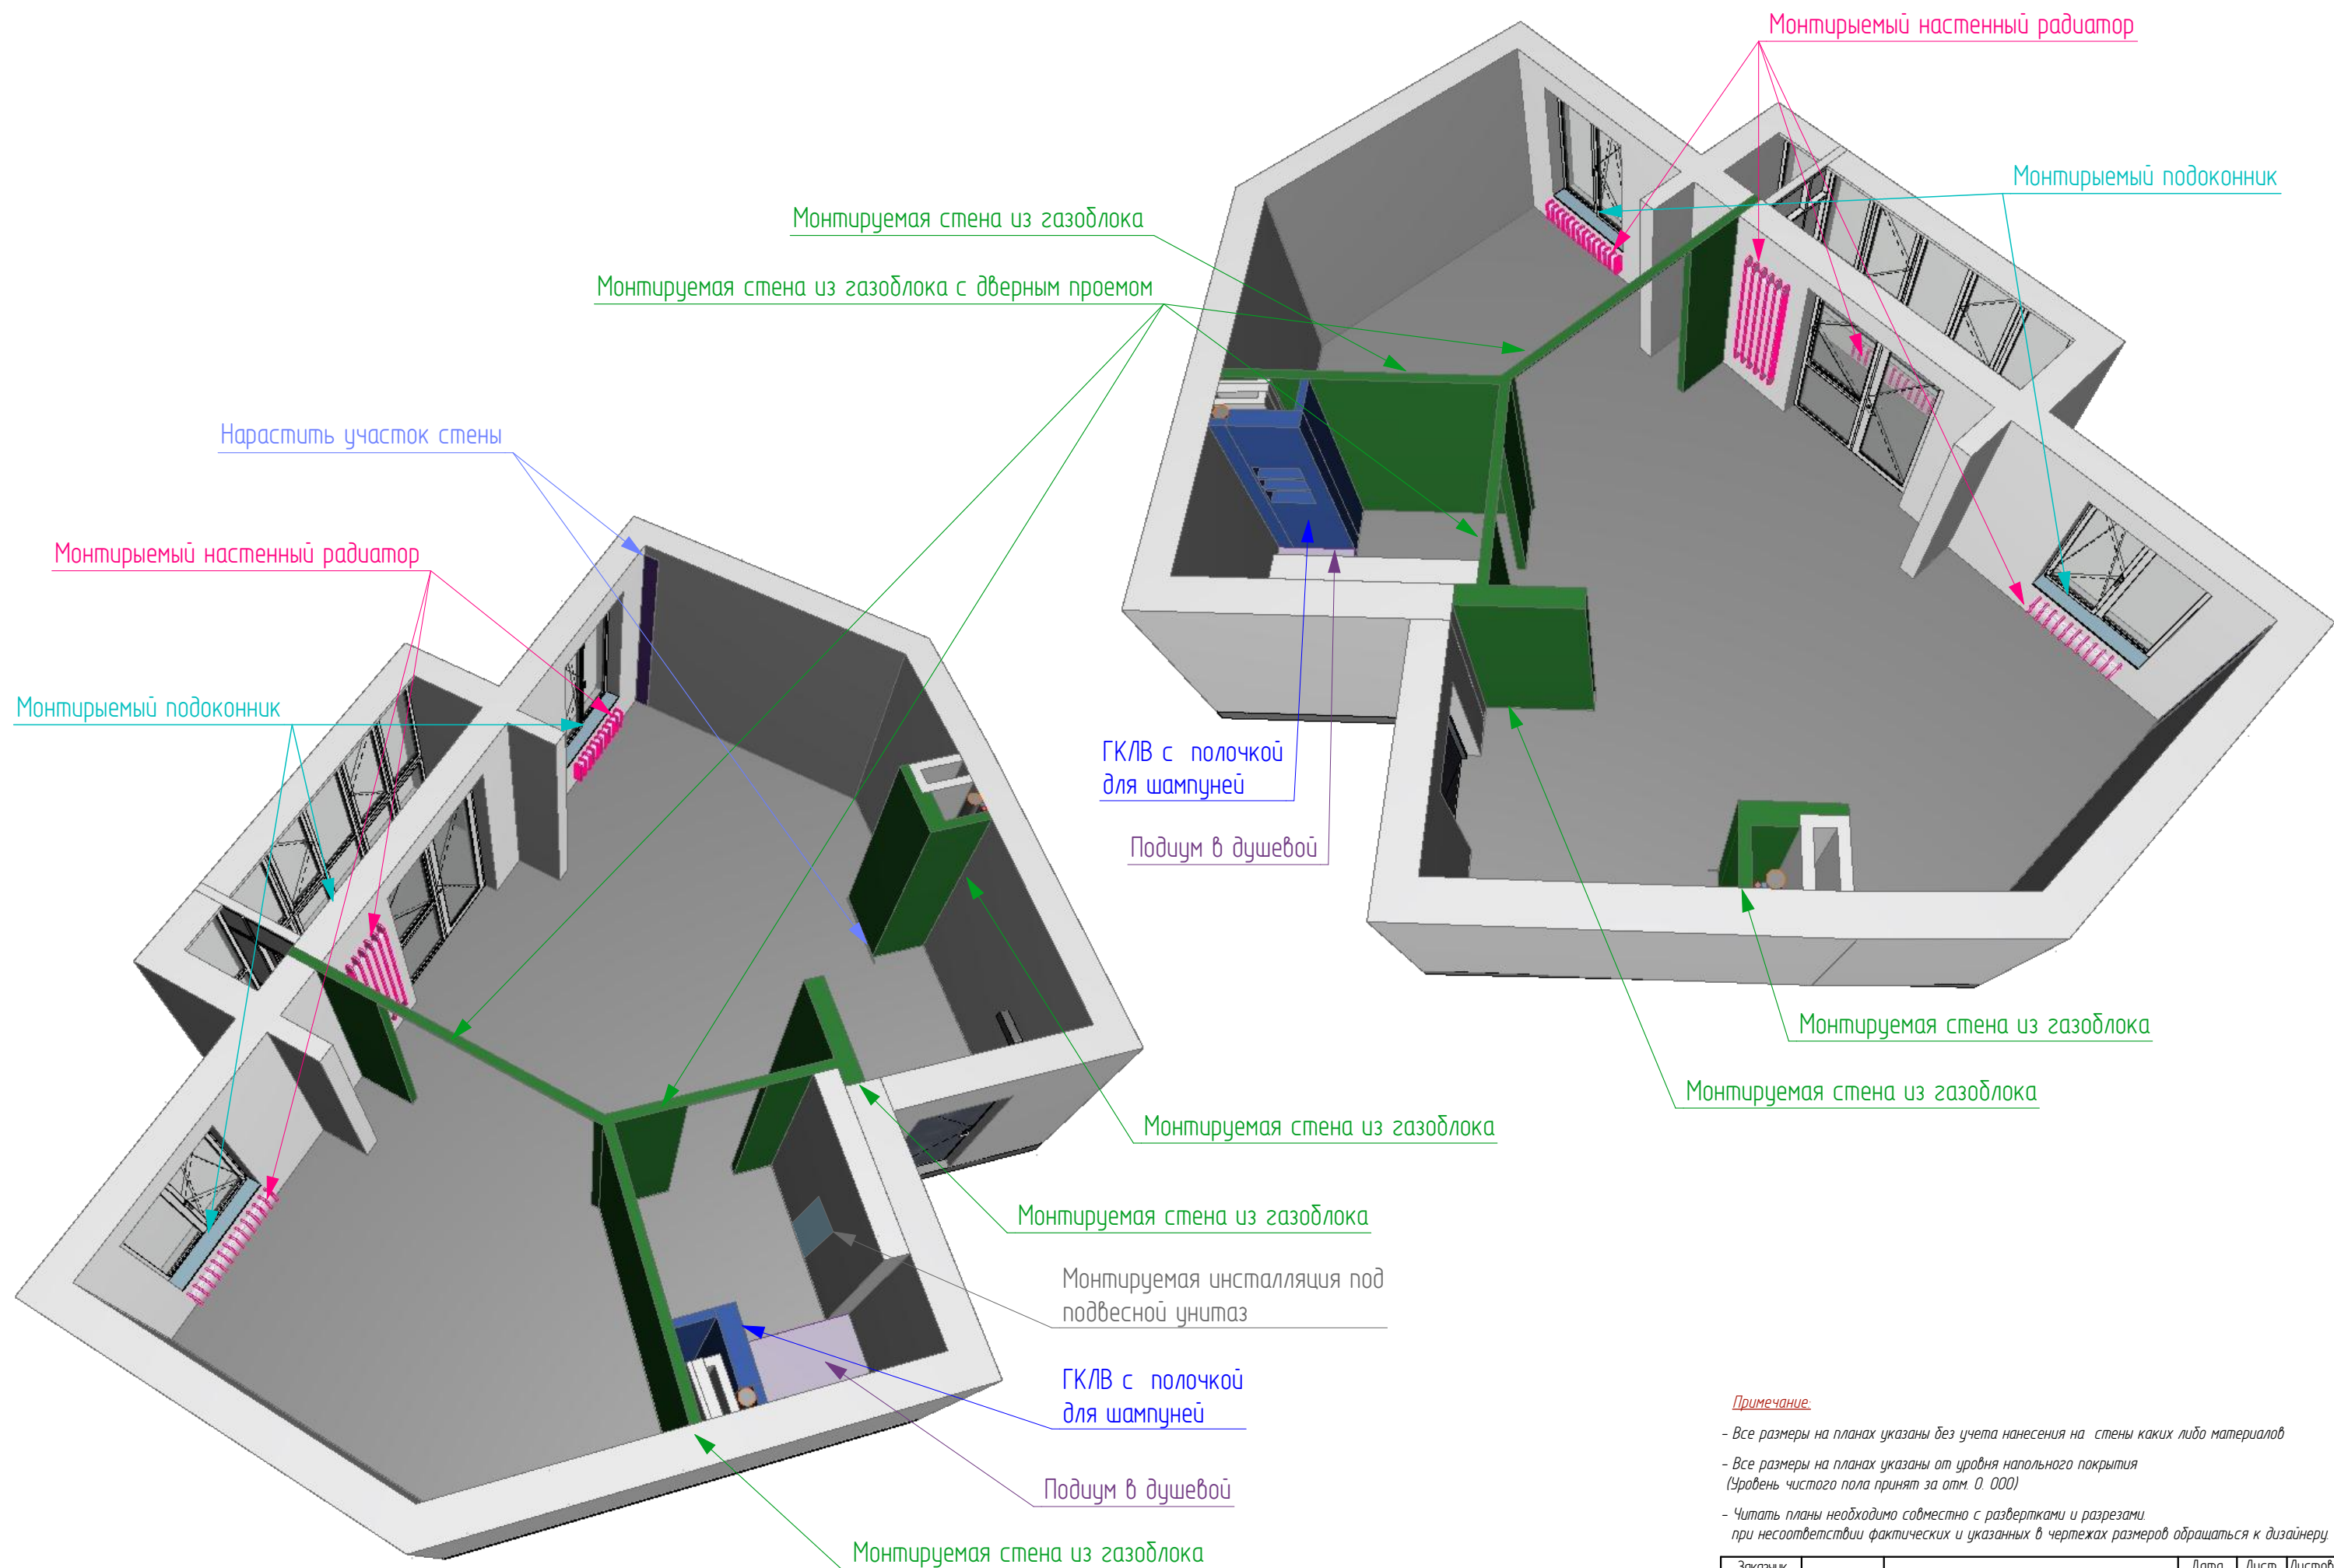 Монтирыемый настенный радиатор
Монтирыемый подоконник
Монтируемая стена из газоблока
Монтируемая стена из газоблока с дверным проемом
Нарастить участок стены
Монтирыемый настенный радиатор
Монтирыемый подоконник
ГКЛВ с полочкой
для шампуней
Подиум в душевой
Монтируемая стена из газоблока
Монтируемая стена из газоблока
Монтируемая стена из газоблока
Монтируемая стена из газоблока
Монтируемая инсталляция под
подвесной унитаз
ГКЛВ с полочкой
для шампуней
Подиум в душевой
Монтируемая стена из газоблока
Примечание:
- Все размеры на планах указаны без учета нанесения на стены каких либо материалов
- Все размеры на планах указаны от уровня напольного покрытия
(Уровень чистого пола принят за отм. 0. 000)
- Читать планы необходимо совместно с развертками и разрезами.
при несоответствии фактических и указанных в чертежах размеров обращаться к дизайнеру.
Заказчик Дата Лист Листов